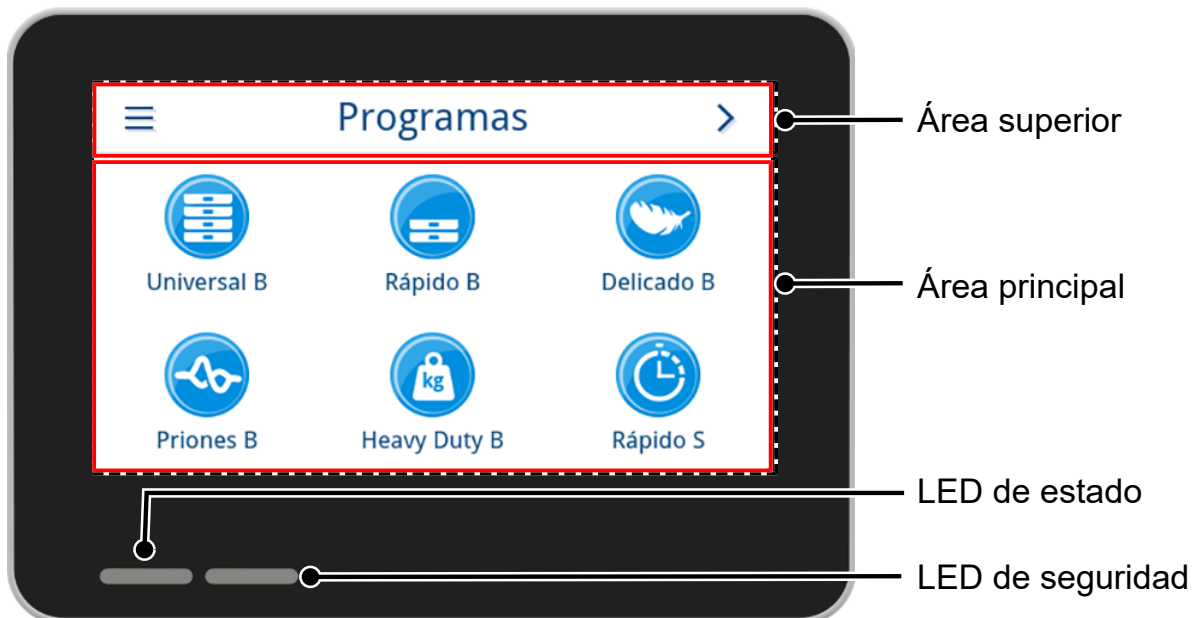 Programas
Área superior
Universal B
Rápido B
Delicado B
Área principal
kg
Priones B
Heavy Duty B
Rápido S
LED de estado
LED de seguridad